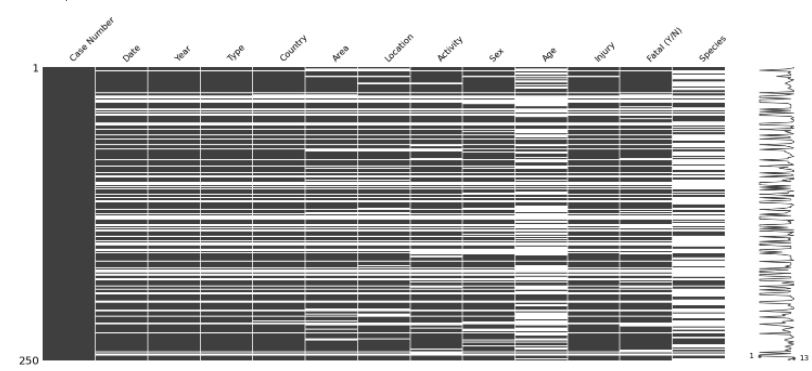 Case Number Date Year Type Country Area Location Activity Sex Age Injury Fatal (Y/N) Species
1
1 13
250